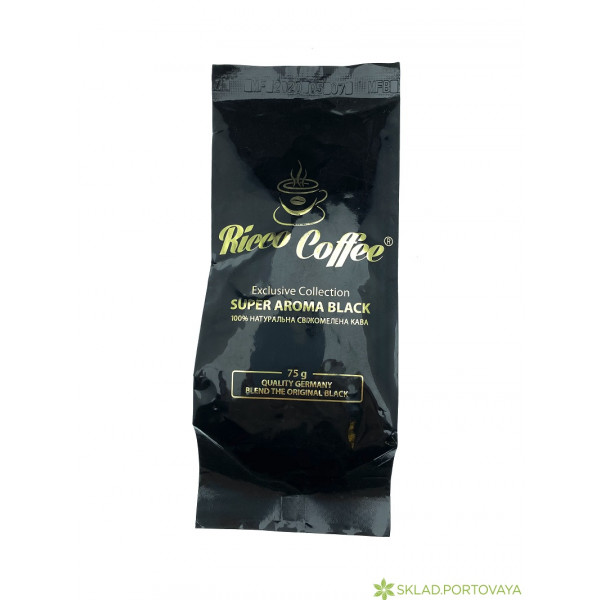 Ricco Coffee®
Exclusive Collection
SUPER AROMA BLACK
100% НАТУРАЛЬНА СВІЖОМЕЛЕНА КАВА
75 g
QUALITY GERMANY
BLEND THE ORIGINAL BLACK
SKLAD.PORTOVAYA